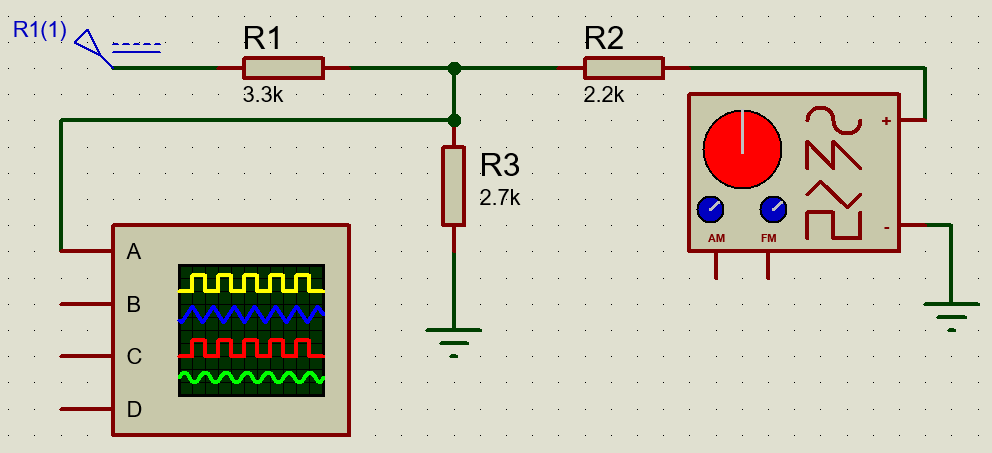 R1(1)
R1
3.3k
R2
2.2k
R3
2.7k
+
-
AM
FM
A
B
C
D